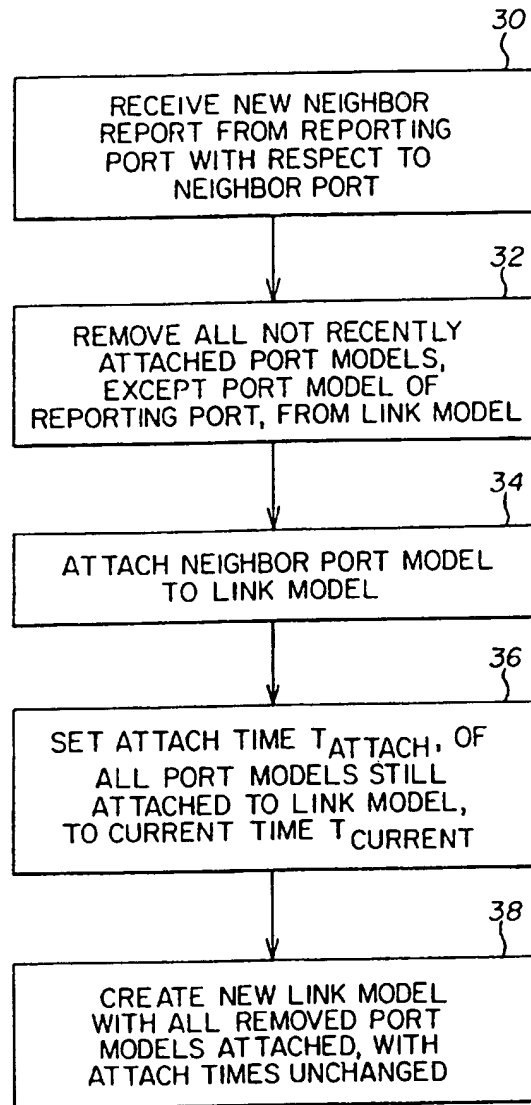 30
RECEIVE NEW NEIGHBOR
REPORT FROM REPORTING
PORT WITH RESPECT TO
NEIGHBOR PORT
32
REMOVE ALL NOT RECENTLY
ATTACHED PORT MODELS,
EXCEPT PORT MODEL OF
REPORTING PORT, FROM LINK MODEL
34
ATTACH NEIGHBOR PORT MODEL
TO LINK MODEL
36
SET ATTACH TIME TATTACH, OF
ALL PORT MODELS STILL
ATTACHED TO LINK MODEL,
TO CURRENT TIME TCURRENT
38
CREATE NEW LINK MODEL
WITH ALL REMOVED PORT
MODELS ATTACHED, WITH
ATTACH TIMES UNCHANGED